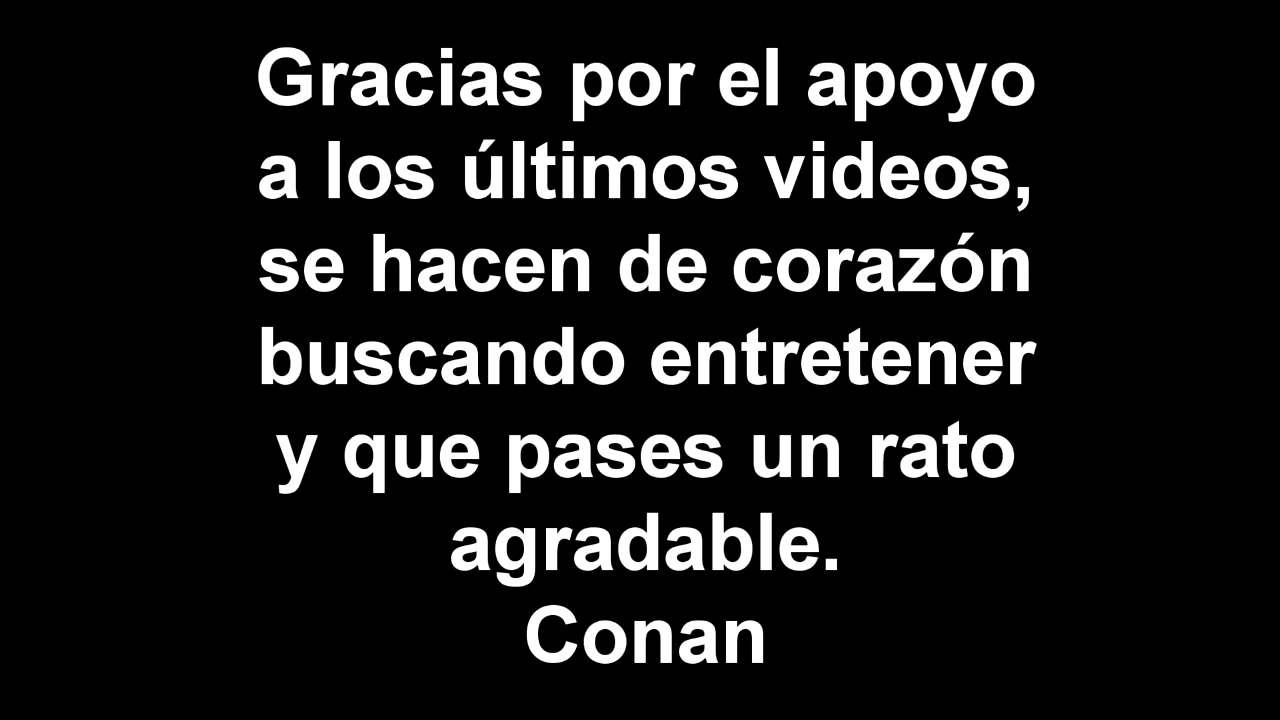 Gracias por el apoyo
a los últimos videos,
se hacen de corazón
buscando entretener
y que pases un rato
agradable.
Conan